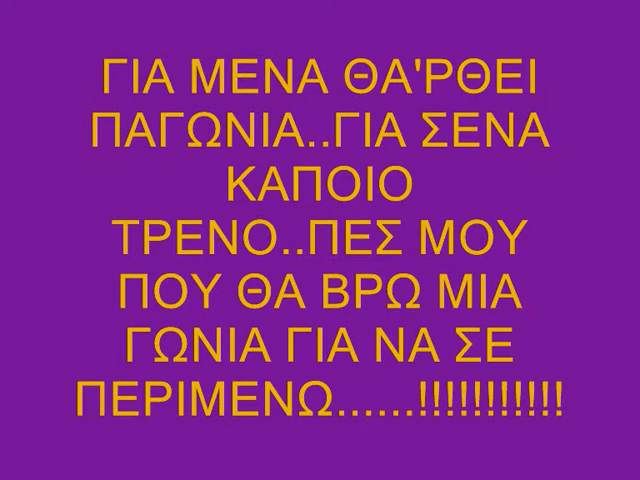 ΓΙΑ ΜΕΝΑ ΘΑ'ΡΘΕΙ
ΠΑΓΩΝΙΑ..ΓΙΑ ΣΕΝΑ
ΚΑΠΟΙΟ
ΤΡΕΝΟ..ΠΕΣ ΜΟΥ
ΠΟΥ ΘΑ ΒΡΩ ΜΙΑ
ΓΩΝΙΑ ΓΙΑ ΝΑ ΣΕ
ΠΕΡΙΜΕΝΩ......!!!!!!!!!!!